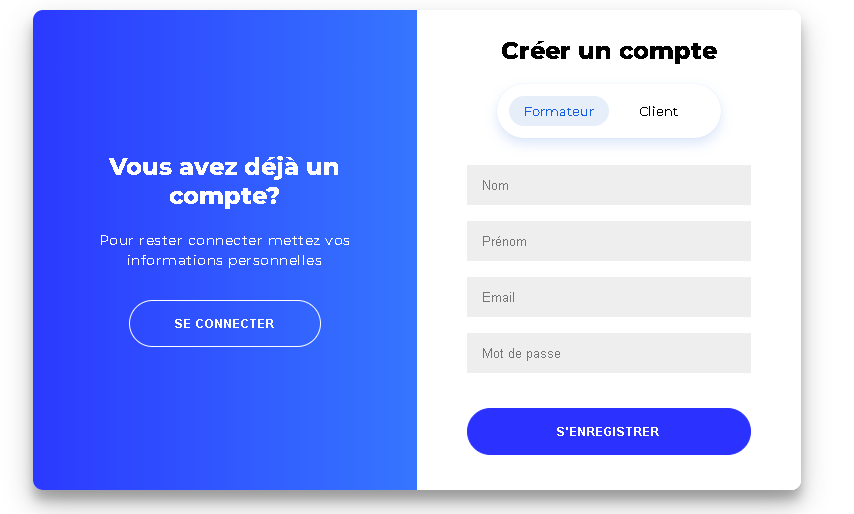 Vous avez déjà un
compte?
Pour rester connecter mettez vos
informations personnelles
SE CONNECTER
Créer un compte
Formateur Client
Nom
Prénom
Email
Mot de passe
S'ENREGISTRER